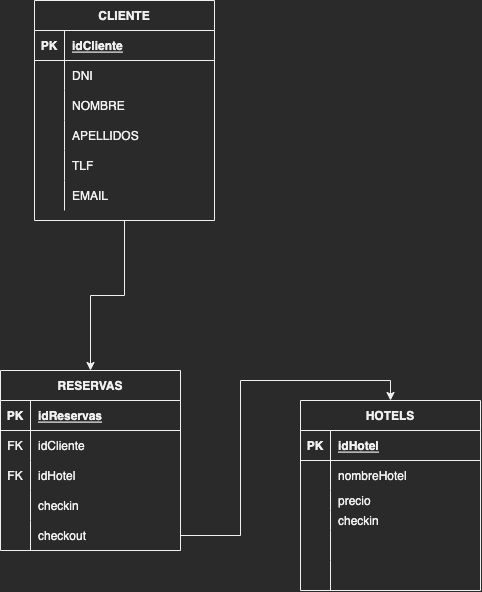 CLIENTE
PK idCliente
DNI
NOMBRE
APELLIDOS
TLF
EMAIL
RESERVAS
PK idReservas
FK idCliente
FK idHotel
checkin
checkout
HOTELS
PK idHotel
nombreHotel
precio
checkin